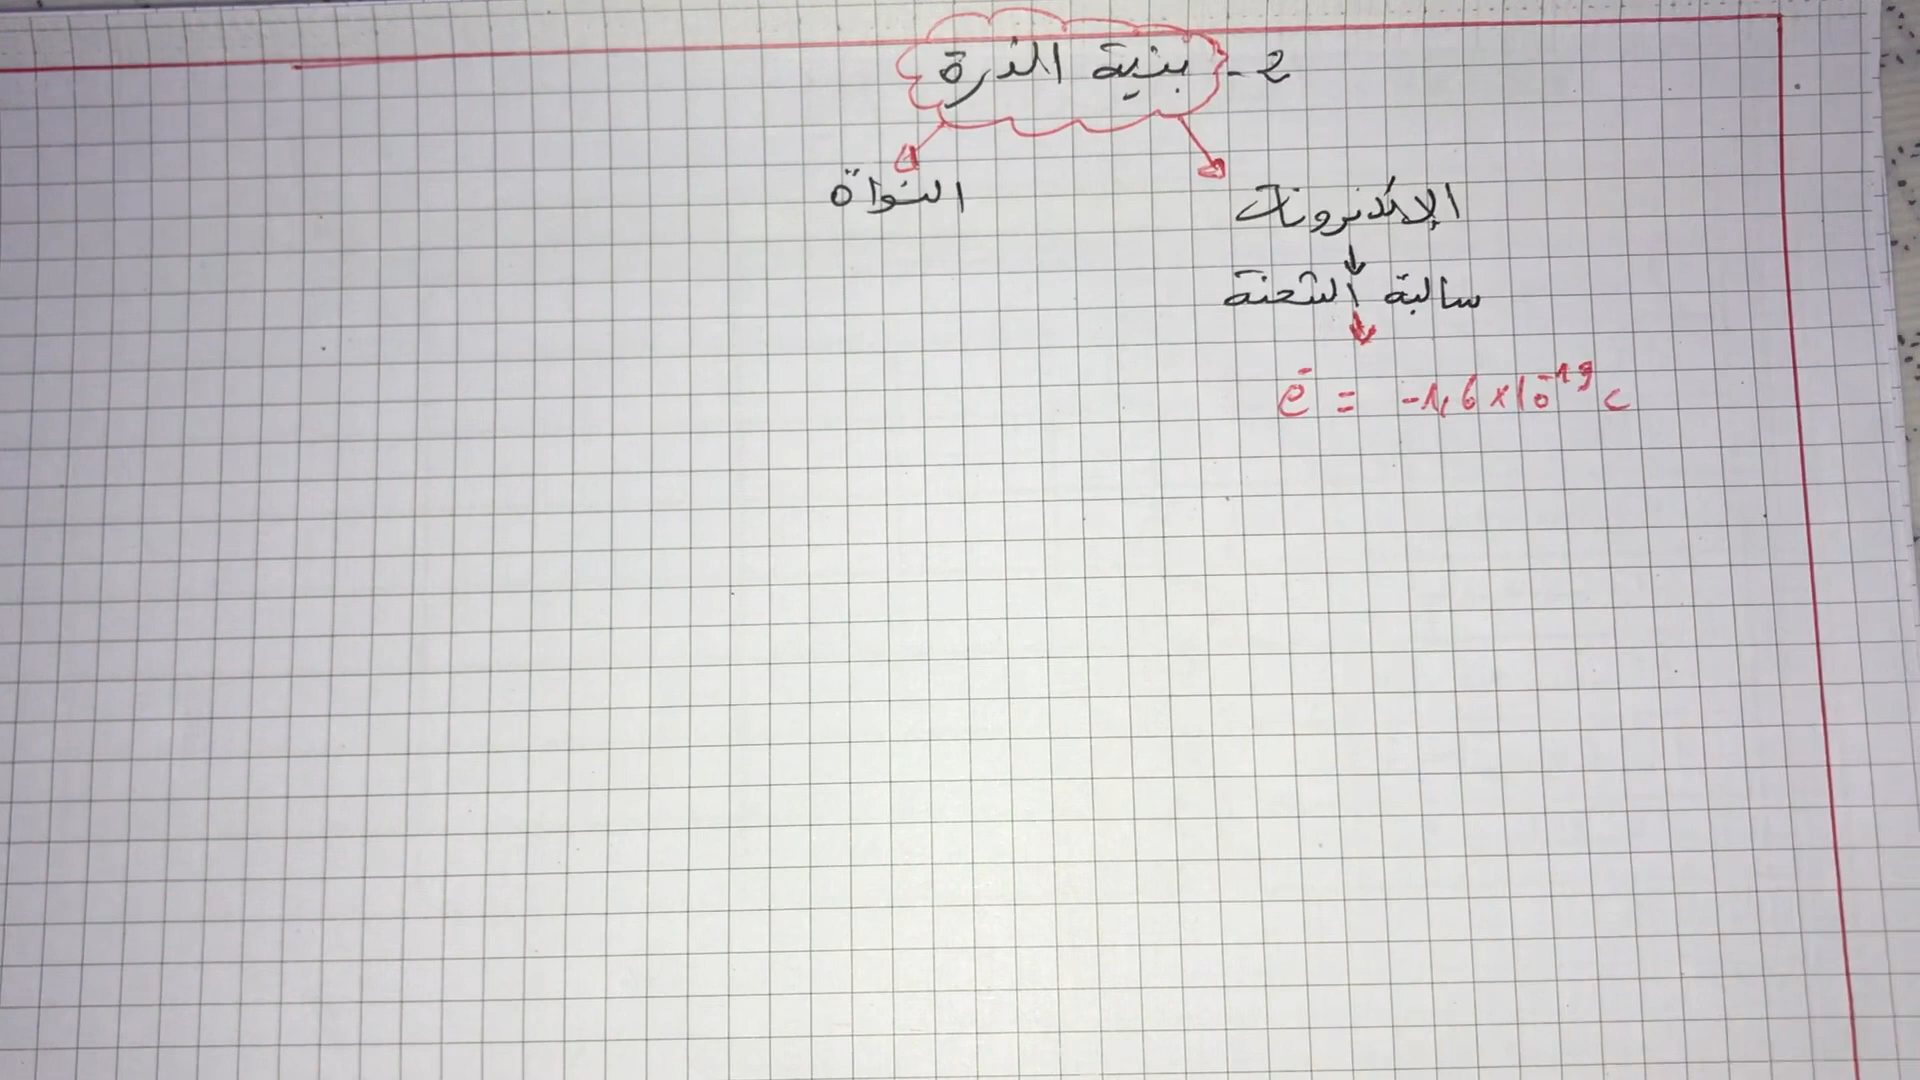 2- بنية الذرة
الإلكترونات
النواة
سالبة الشحنة
e⁻ = -1,6×10⁻¹⁹ c